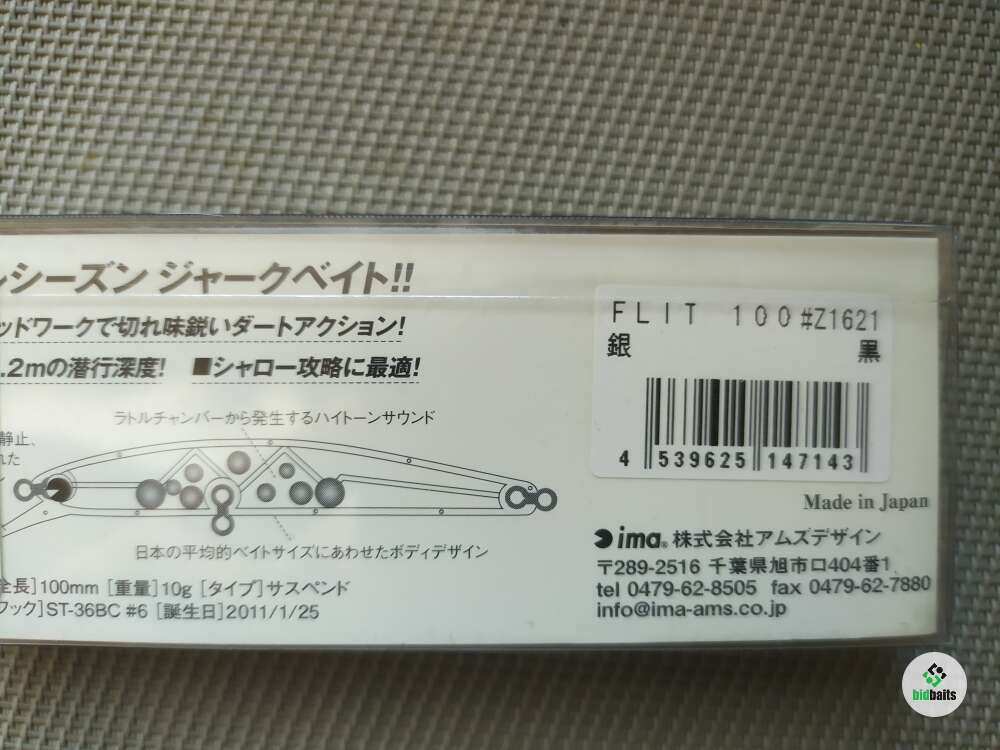 ルシーズン ジャークベイト!!
ッドワークで切れ味鋭いダートアクション!
.2mの潜行深度! ■シャロー攻略に最適!
ラトルチャンバーから発生するハイトーンサウンド
静止、
れた
日本の平均的ベイトサイズにあわせたボディデザイン
全長]100mm [重量]10g [タイプ]サスペンド
フック]ST-36BC #6 [誕生日]2011/1/25
FLIT 100#Z1621
銀 黒
4 539625 147143
Made in Japan
ima® 株式会社アムズデザイン
〒289-2516 千葉県旭市ロ404番1
tel 0479-62-8505 fax 0479-62-7880
info@ima-ams.co.jp
bidbaits